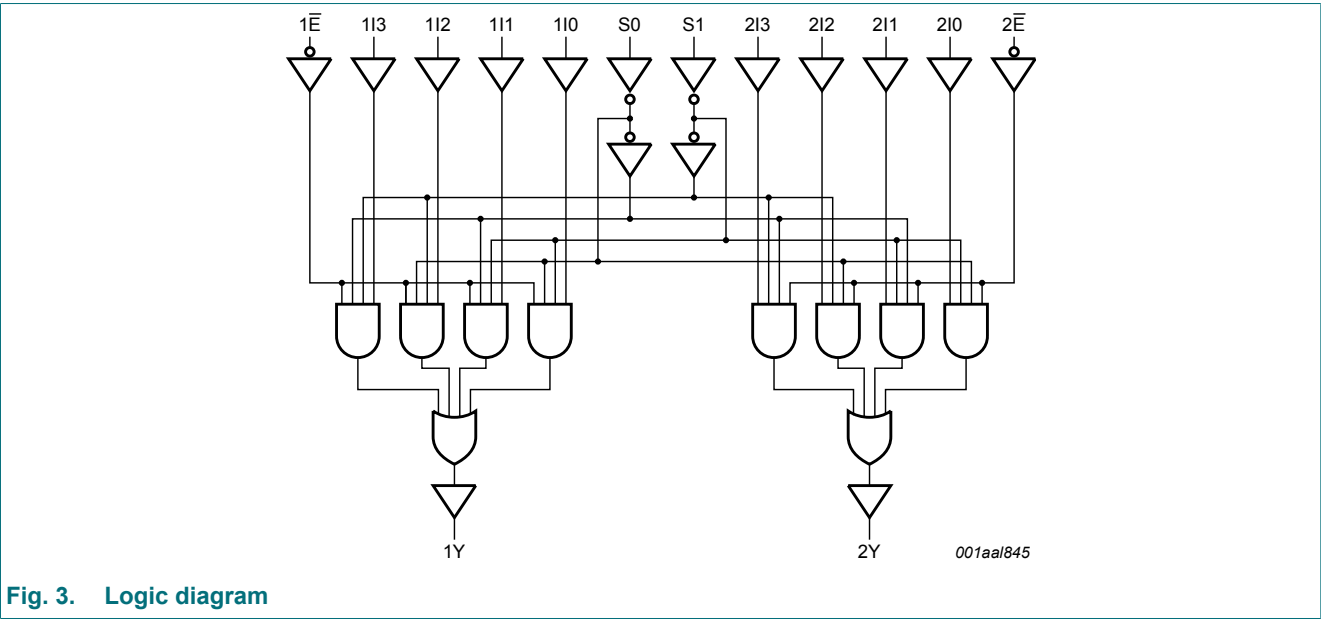 1E̅ 1I3 1I2 1I1 1I0 S0 S1 2I3 2I2 2I1 2I0 2E̅
1Y 2Y 001aal845
Fig. 3. Logic diagram